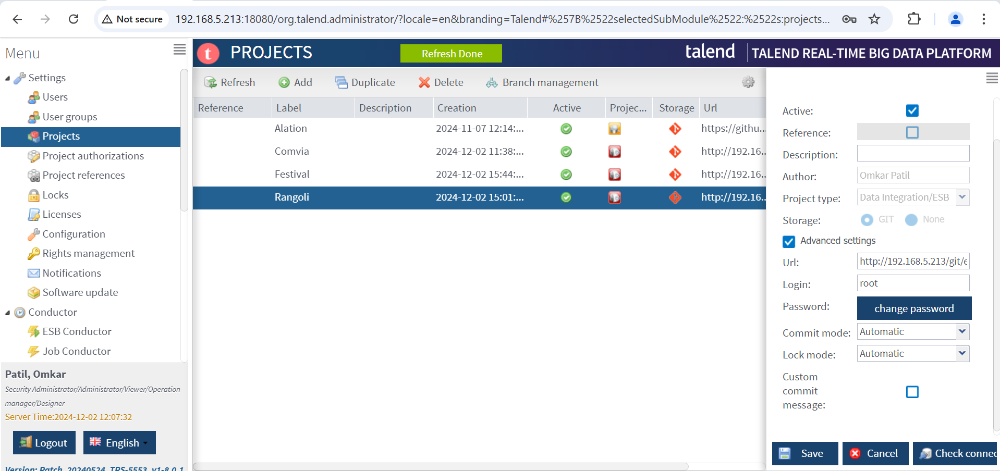 Not secure 192.168.5.213:18080/org.talend.administrator/?locale=en&branding=Talend#%257B%2522selectedSubModule%2522:%2522s:projects...
Menu
Settings
Users
User groups
Projects
Project authorizations
Project references
Locks
Licenses
Configuration
Rights management
Notifications
Software update
Conductor
ESB Conductor
Job Conductor
Patil, Omkar
Security Administrator/Administrator/Viewer/Operation
manager/Designer
Server Time:2024-12-02 12:07:32
Logout English
Version: Patch_20240524_TPS-5553_v1-8.0.1
t PROJECTS Refresh Done talend TALEND REAL-TIME BIG DATA PLATFORM
Refresh Add Duplicate Delete Branch management
Reference Label Description Creation Active Projec... Storage Url
Alation 2024-11-07 12:14:... https://githu...
Comvia 2024-12-02 11:38:... http://192.16...
Festival 2024-12-02 15:44:... http://192.16...
Rangoli 2024-12-02 15:01:... http://192.16...
Active:
Reference:
Description:
Author: Omkar Patil
Project type: Data Integration/ESB
Storage: GIT None
Advanced settings
Url: http://192.168.5.213/git/e
Login: root
Password: change password
Commit mode: Automatic
Lock mode: Automatic
Custom
commit
message:
Save Cancel Check connec